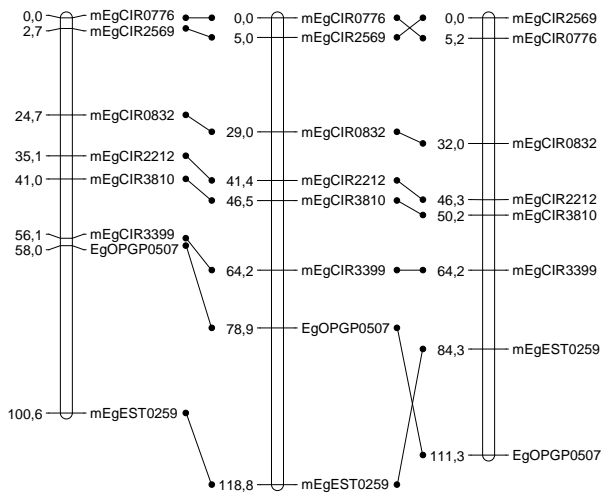 0,0 mEgCIR0776
2,7 mEgCIR2569
24,7 mEgCIR0832
35,1 mEgCIR2212
41,0 mEgCIR3810
56,1 mEgCIR3399
58,0 EgOPGP0507
100,6 mEgEST0259
0,0 mEgCIR0776
5,0 mEgCIR2569
29,0 mEgCIR0832
41,4 mEgCIR2212
46,5 mEgCIR3810
64,2 mEgCIR3399
78,9 EgOPGP0507
118,8 mEgEST0259
0,0 mEgCIR2569
5,2 mEgCIR0776
32,0 mEgCIR0832
46,3 mEgCIR2212
50,2 mEgCIR3810
64,2 mEgCIR3399
84,3 mEgEST0259
111,3 EgOPGP0507